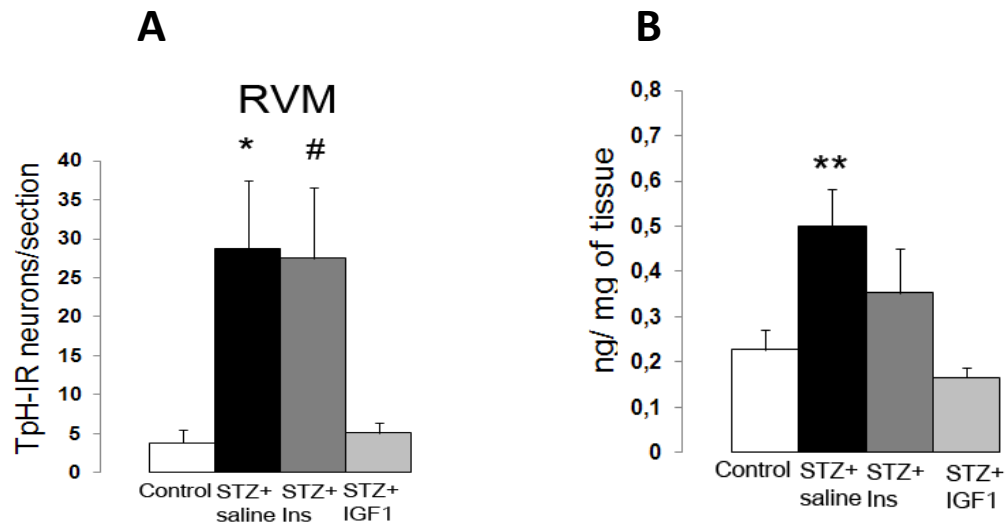 A
B
RVM
*
#
TpH-IR neurons/section
40
35
30
25
20
15
10
5
0
Control
STZ+
saline
STZ+
Ins
STZ+
IGF1
**
ng/ mg of tissue
0,8
0,7
0,6
0,5
0,4
0,3
0,2
0,1
0
Control
STZ+
saline
STZ+
Ins
STZ+
IGF1